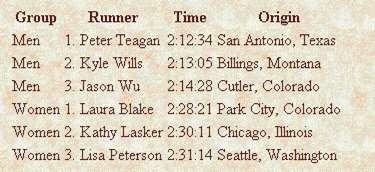 Group Runner Time Origin
Men 1. Peter Teagan 2:12:34 San Antonio, Texas
Men 2. Kyle Wills 2:13:05 Billings, Montana
Men 3. Jason Wu 2:14:28 Cutler, Colorado
Women 1. Laura Blake 2:28:21 Park City, Colorado
Women 2. Kathy Lasker 2:30:11 Chicago, Illinois
Women 3. Lisa Peterson 2:31:14 Seattle, Washington